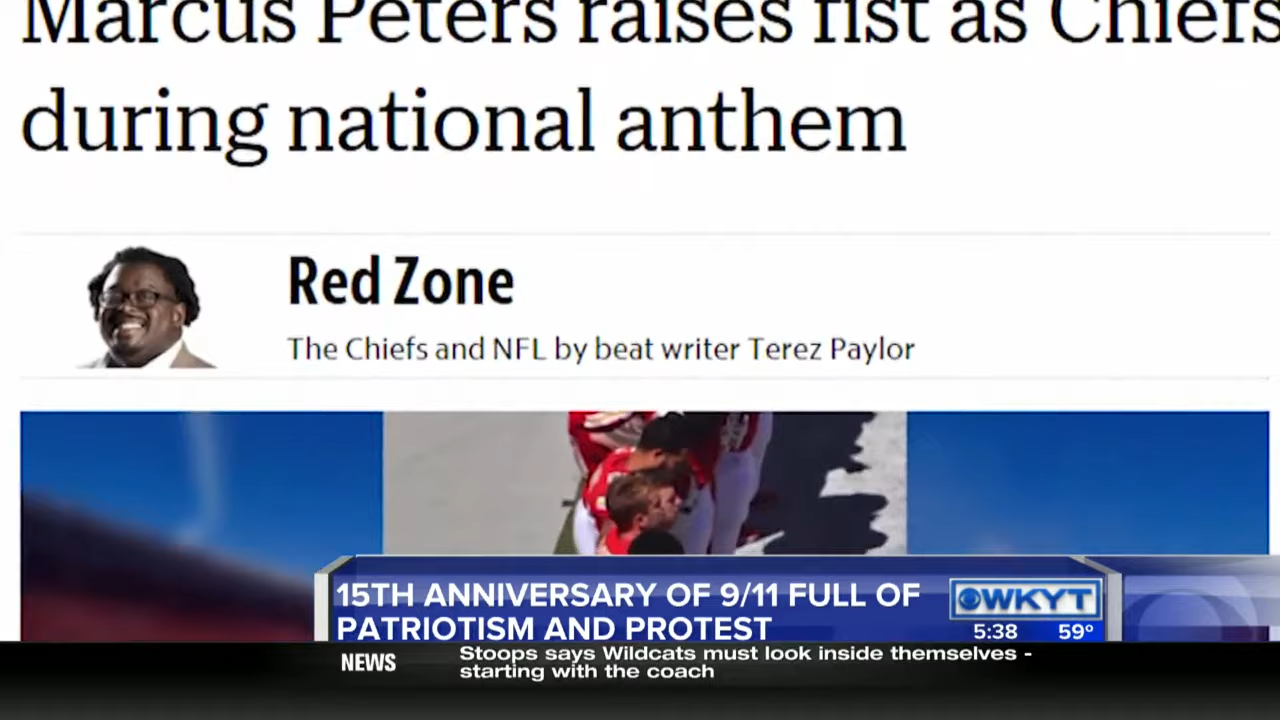 Marcus Peters raises fist as Chiefs
during national anthem
Red Zone
The Chiefs and NFL by beat writer Terez Paylor
15TH ANNIVERSARY OF 9/11 FULL OF
PATRIOTISM AND PROTEST
WKYT
5:38 59°
NEWS
Stoops says Wildcats must look inside themselves -
starting with the coach